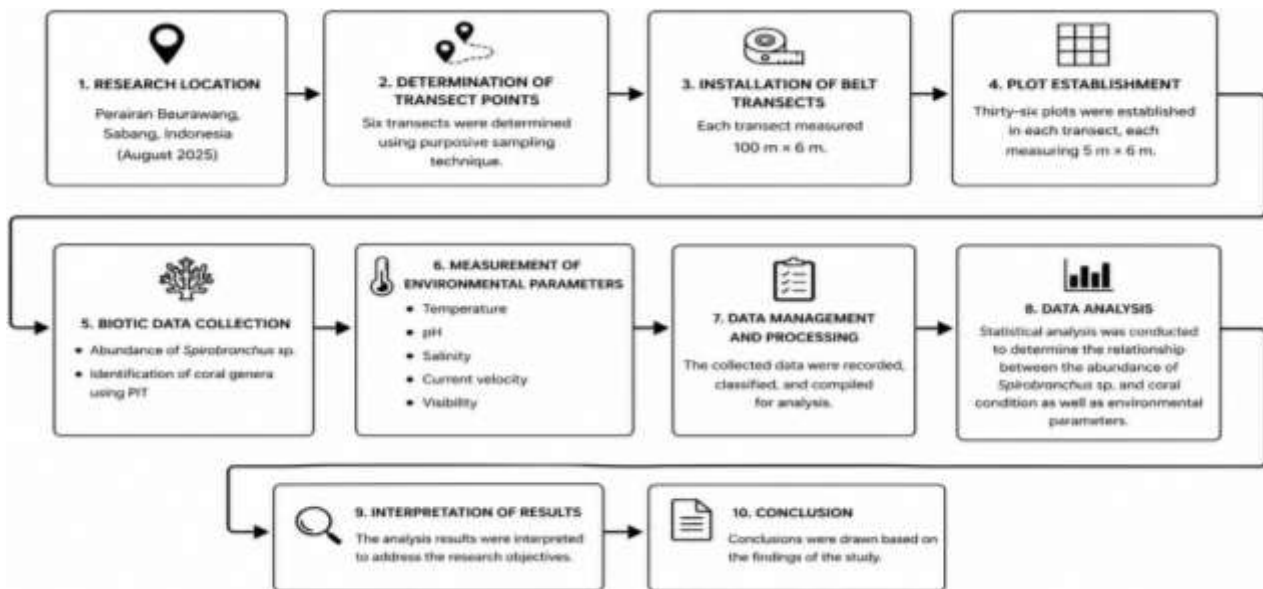 1. RESEARCH LOCATION
Perairan Beurawang,
Sabang, Indonesia
(August 2025)
2. DETERMINATION OF
TRANSECT POINTS
Six transects were determined
using purposive sampling
technique.
3. INSTALLATION OF BELT
TRANSECTS
Each transect measured
100 m × 6 m.
4. PLOT ESTABLISHMENT
Thirty-six plots were established
in each transect, each
measuring 5 m × 6 m.
5. BIOTIC DATA COLLECTION
• Abundance of Spirobranchus sp.
• Identification of coral genera
using PIT
6. MEASUREMENT OF
ENVIRONMENTAL PARAMETERS
• Temperature
• pH
• Salinity
• Current velocity
• Visibility
7. DATA MANAGEMENT
AND PROCESSING
The collected data were recorded,
classified, and compiled
for analysis.
8. DATA ANALYSIS
Statistical analysis was conducted
to determine the relationship
between the abundance of
Spirobranchus sp. and coral
condition as well as environmental
parameters.
9. INTERPRETATION OF RESULTS
The analysis results were interpreted
to address the research objectives.
10. CONCLUSION
Conclusions were drawn based on
the findings of the study.